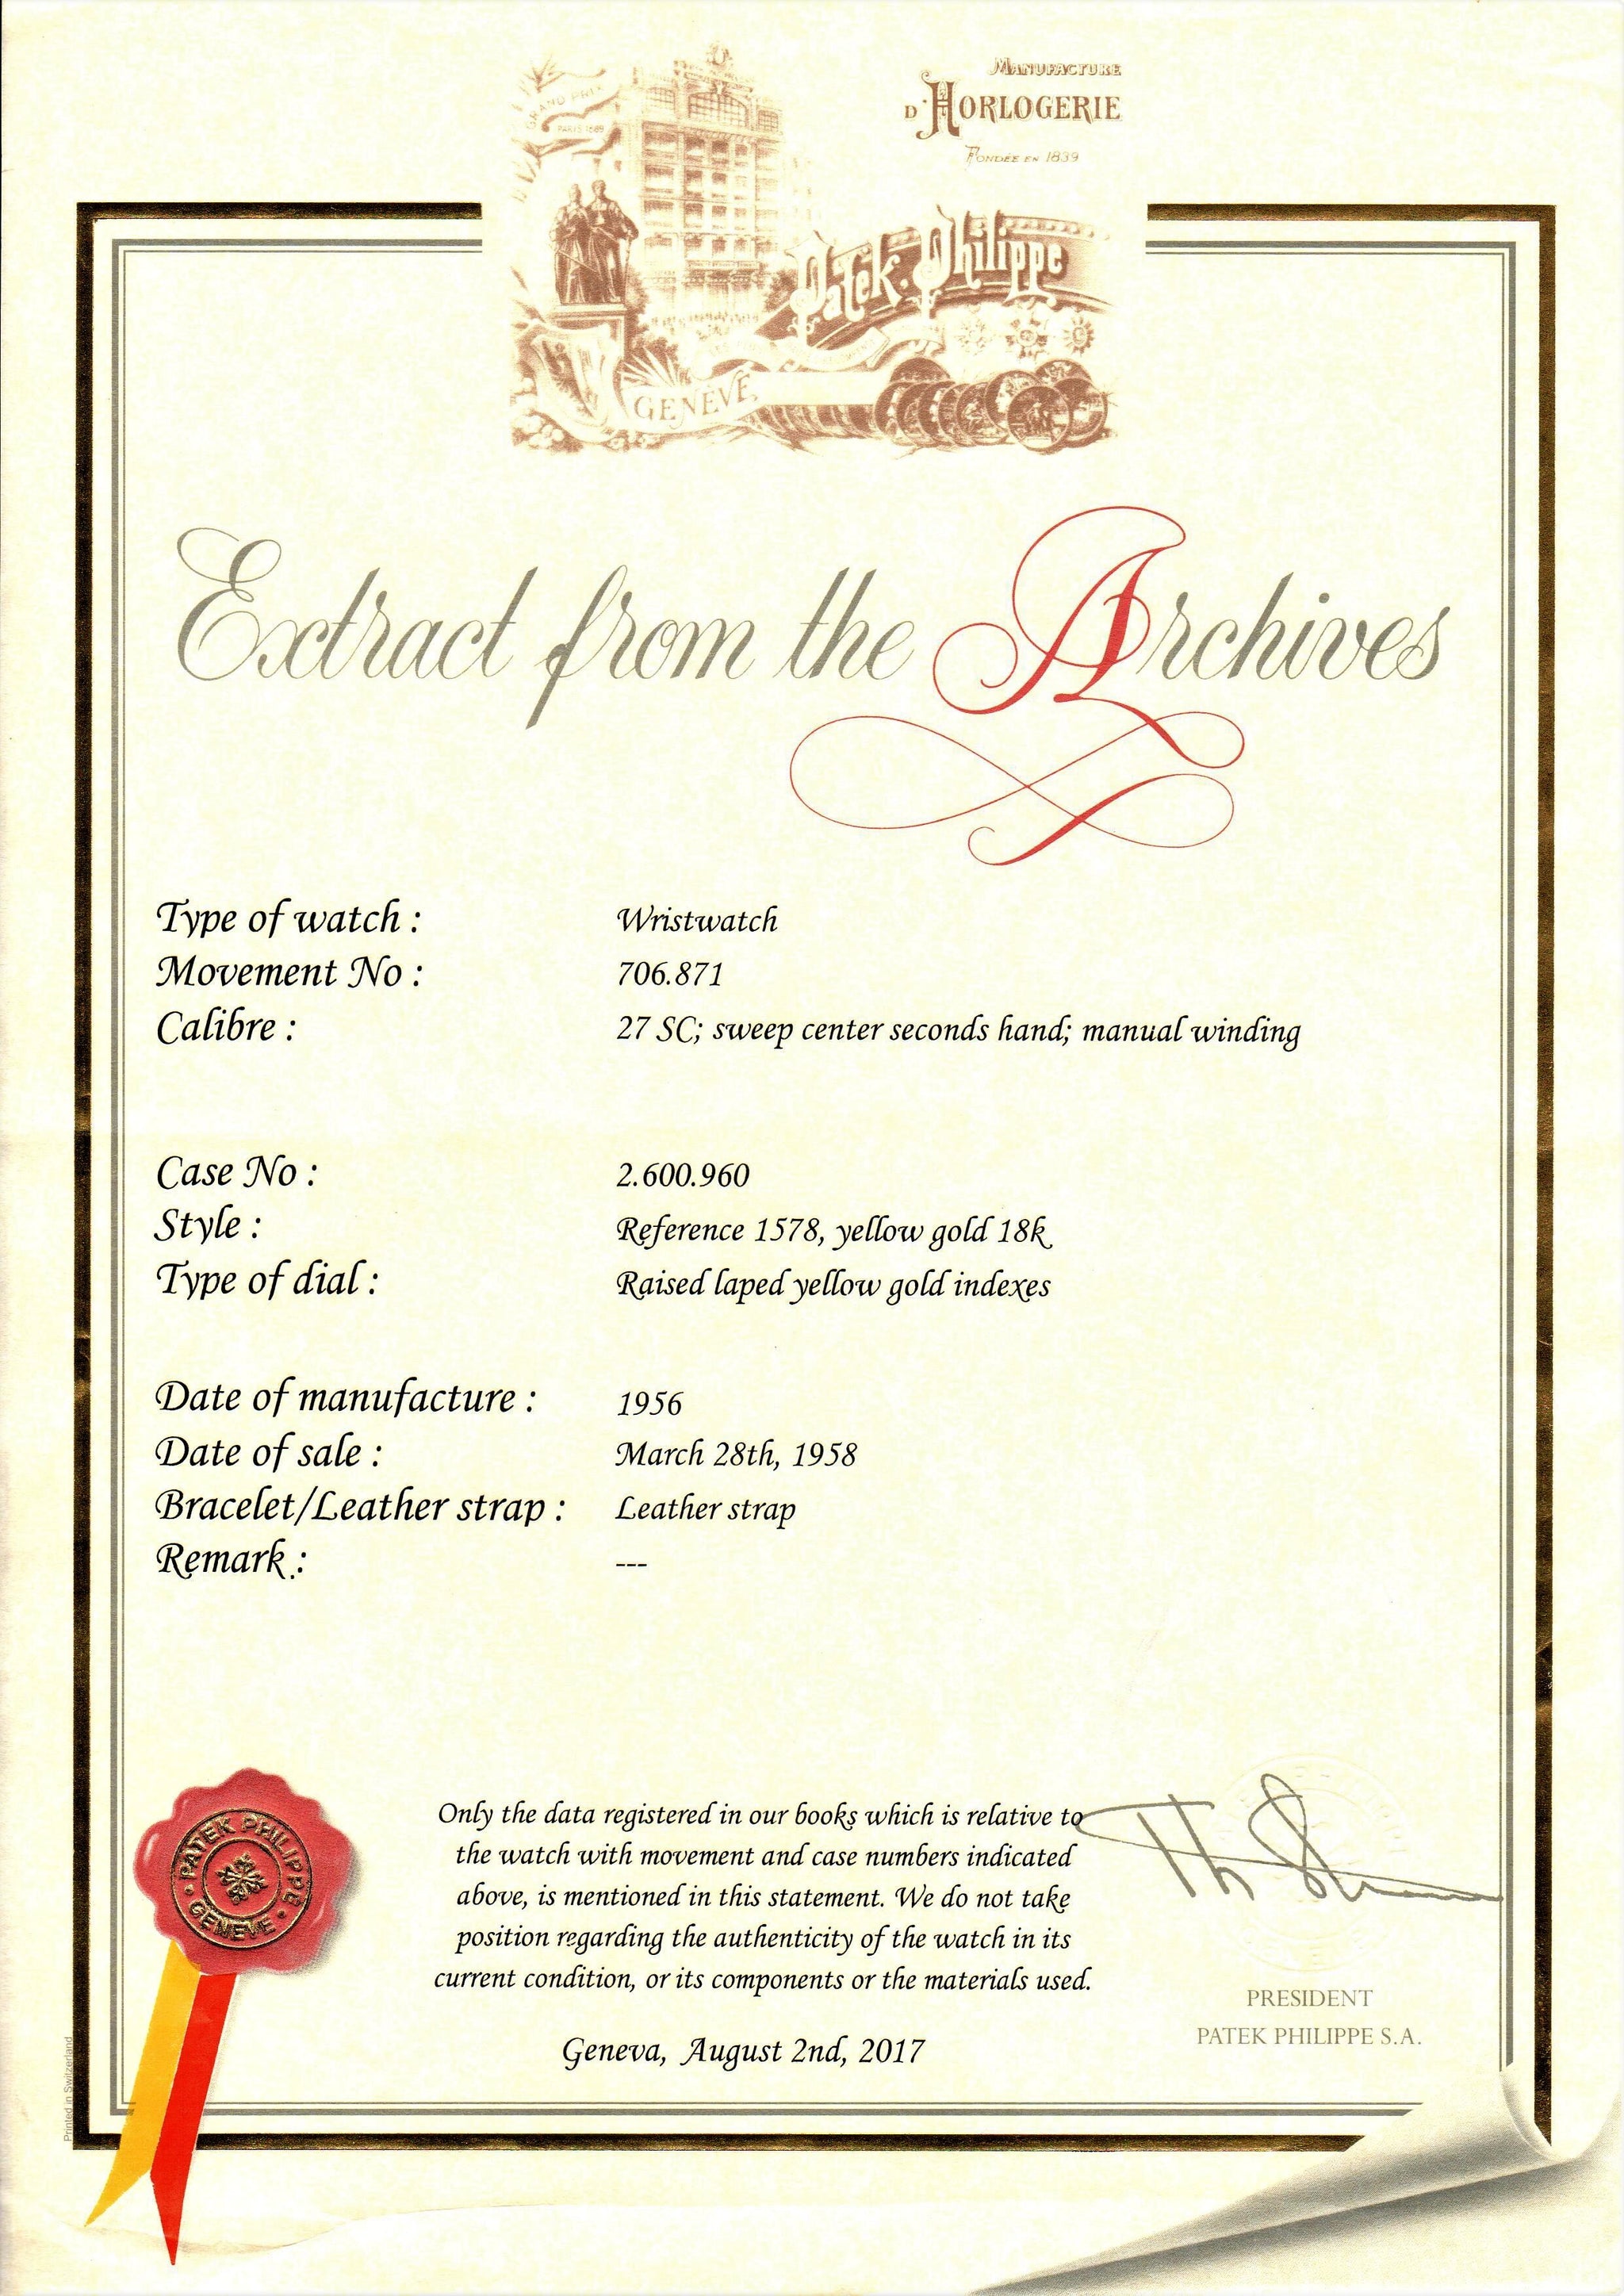 GRAND PRIX
PARIS 1889
MANUFACTURE
D'HORLOGERIE
FONDÉE EN 1839
Patek Philippe
GENÈVE
Extract from the Archives
Type of watch : Wristwatch
Movement No : 706.871
Calibre : 27 SC; sweep center seconds hand; manual winding
Case No : 2.600.960
Style : Reference 1578, yellow gold 18k
Type of dial : Raised laped yellow gold indexes
Date of manufacture : 1956
Date of sale : March 28th, 1958
Bracelet/Leather strap : Leather strap
Remark : ---
PATEK PHILIPPE
GENEVE
Only the data registered in our books which is relative to
the watch with movement and case numbers indicated
above, is mentioned in this statement. We do not take
position regarding the authenticity of the watch in its
current condition, or its components or the materials used.
Geneva, August 2nd, 2017
PRESIDENT
PATEK PHILIPPE S.A.
Printed in Switzerland